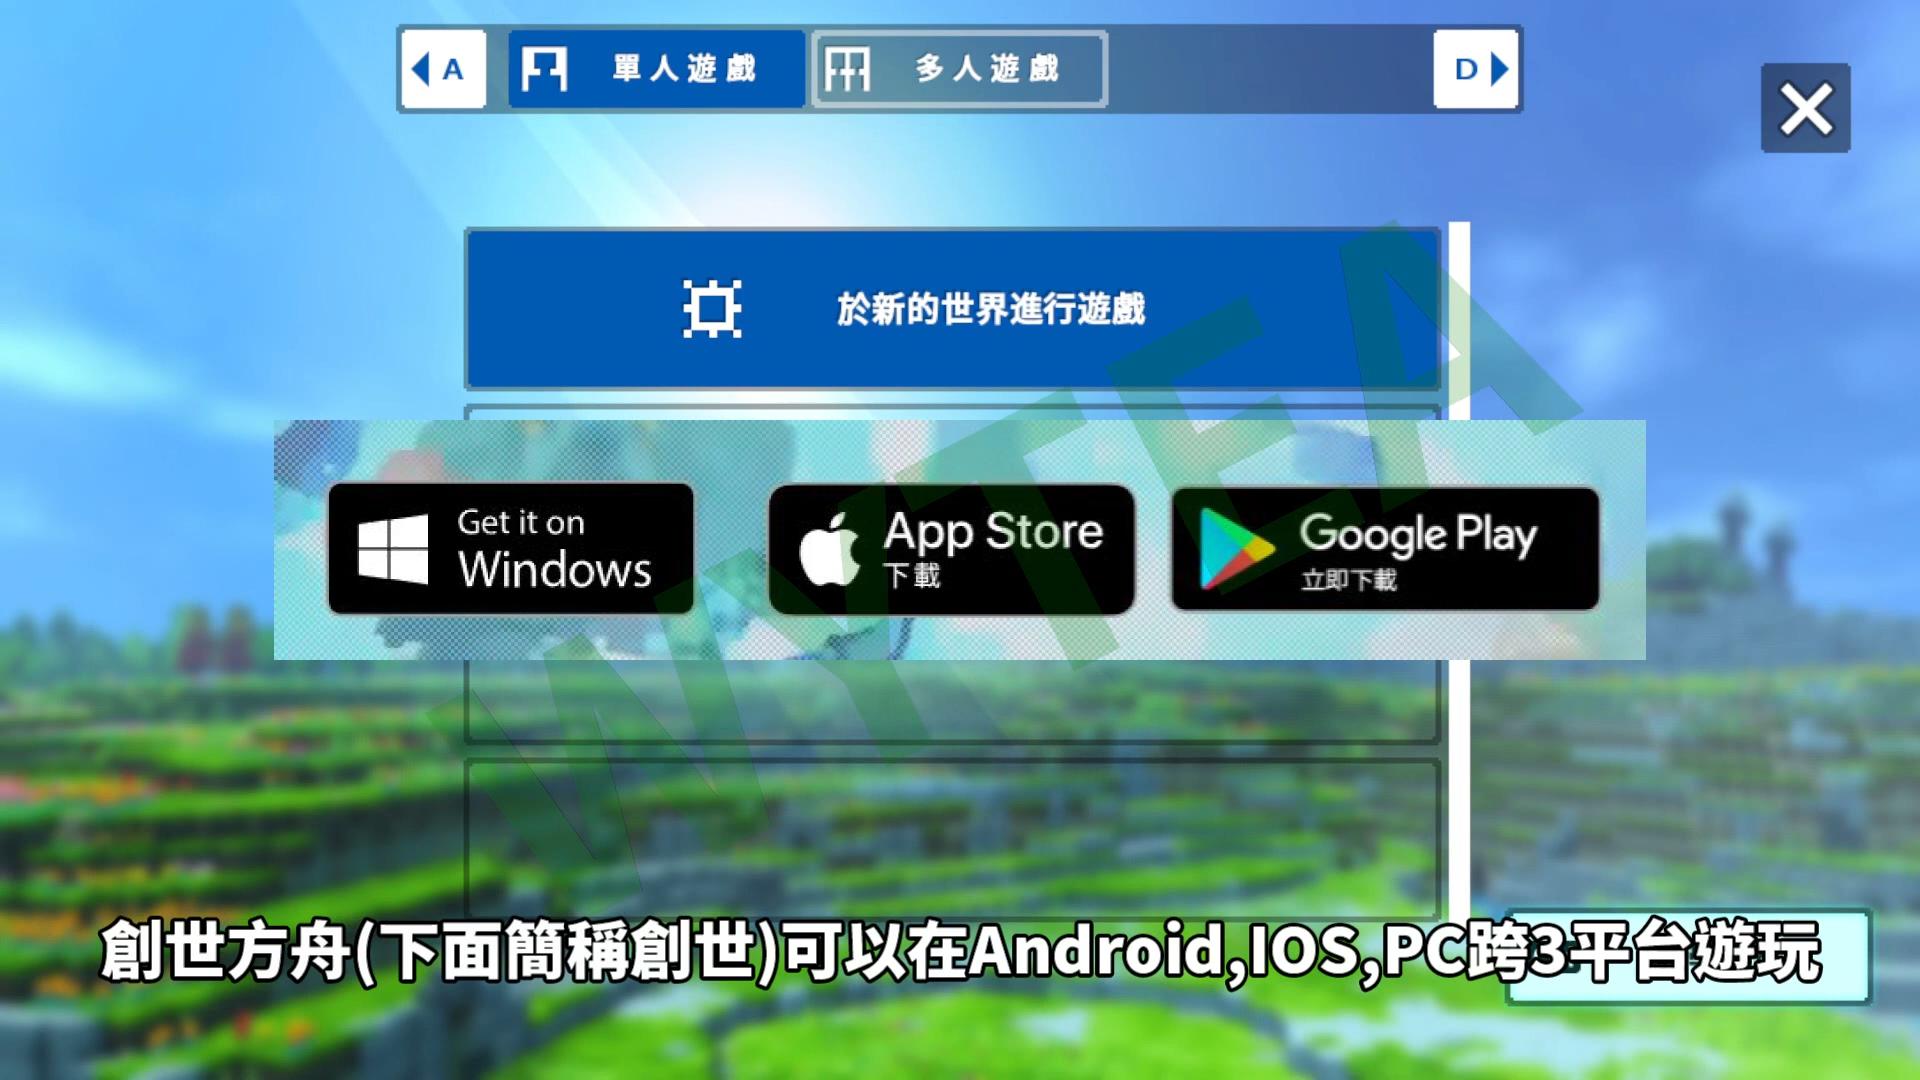 A
單人遊戲
多人遊戲
D
於新的世界進行遊戲
Get it on
Windows
App Store
下載
Google Play
立即下載
WYTEA
創世方舟(下面簡稱創世)可以在Android,IOS,PC跨3平台遊玩